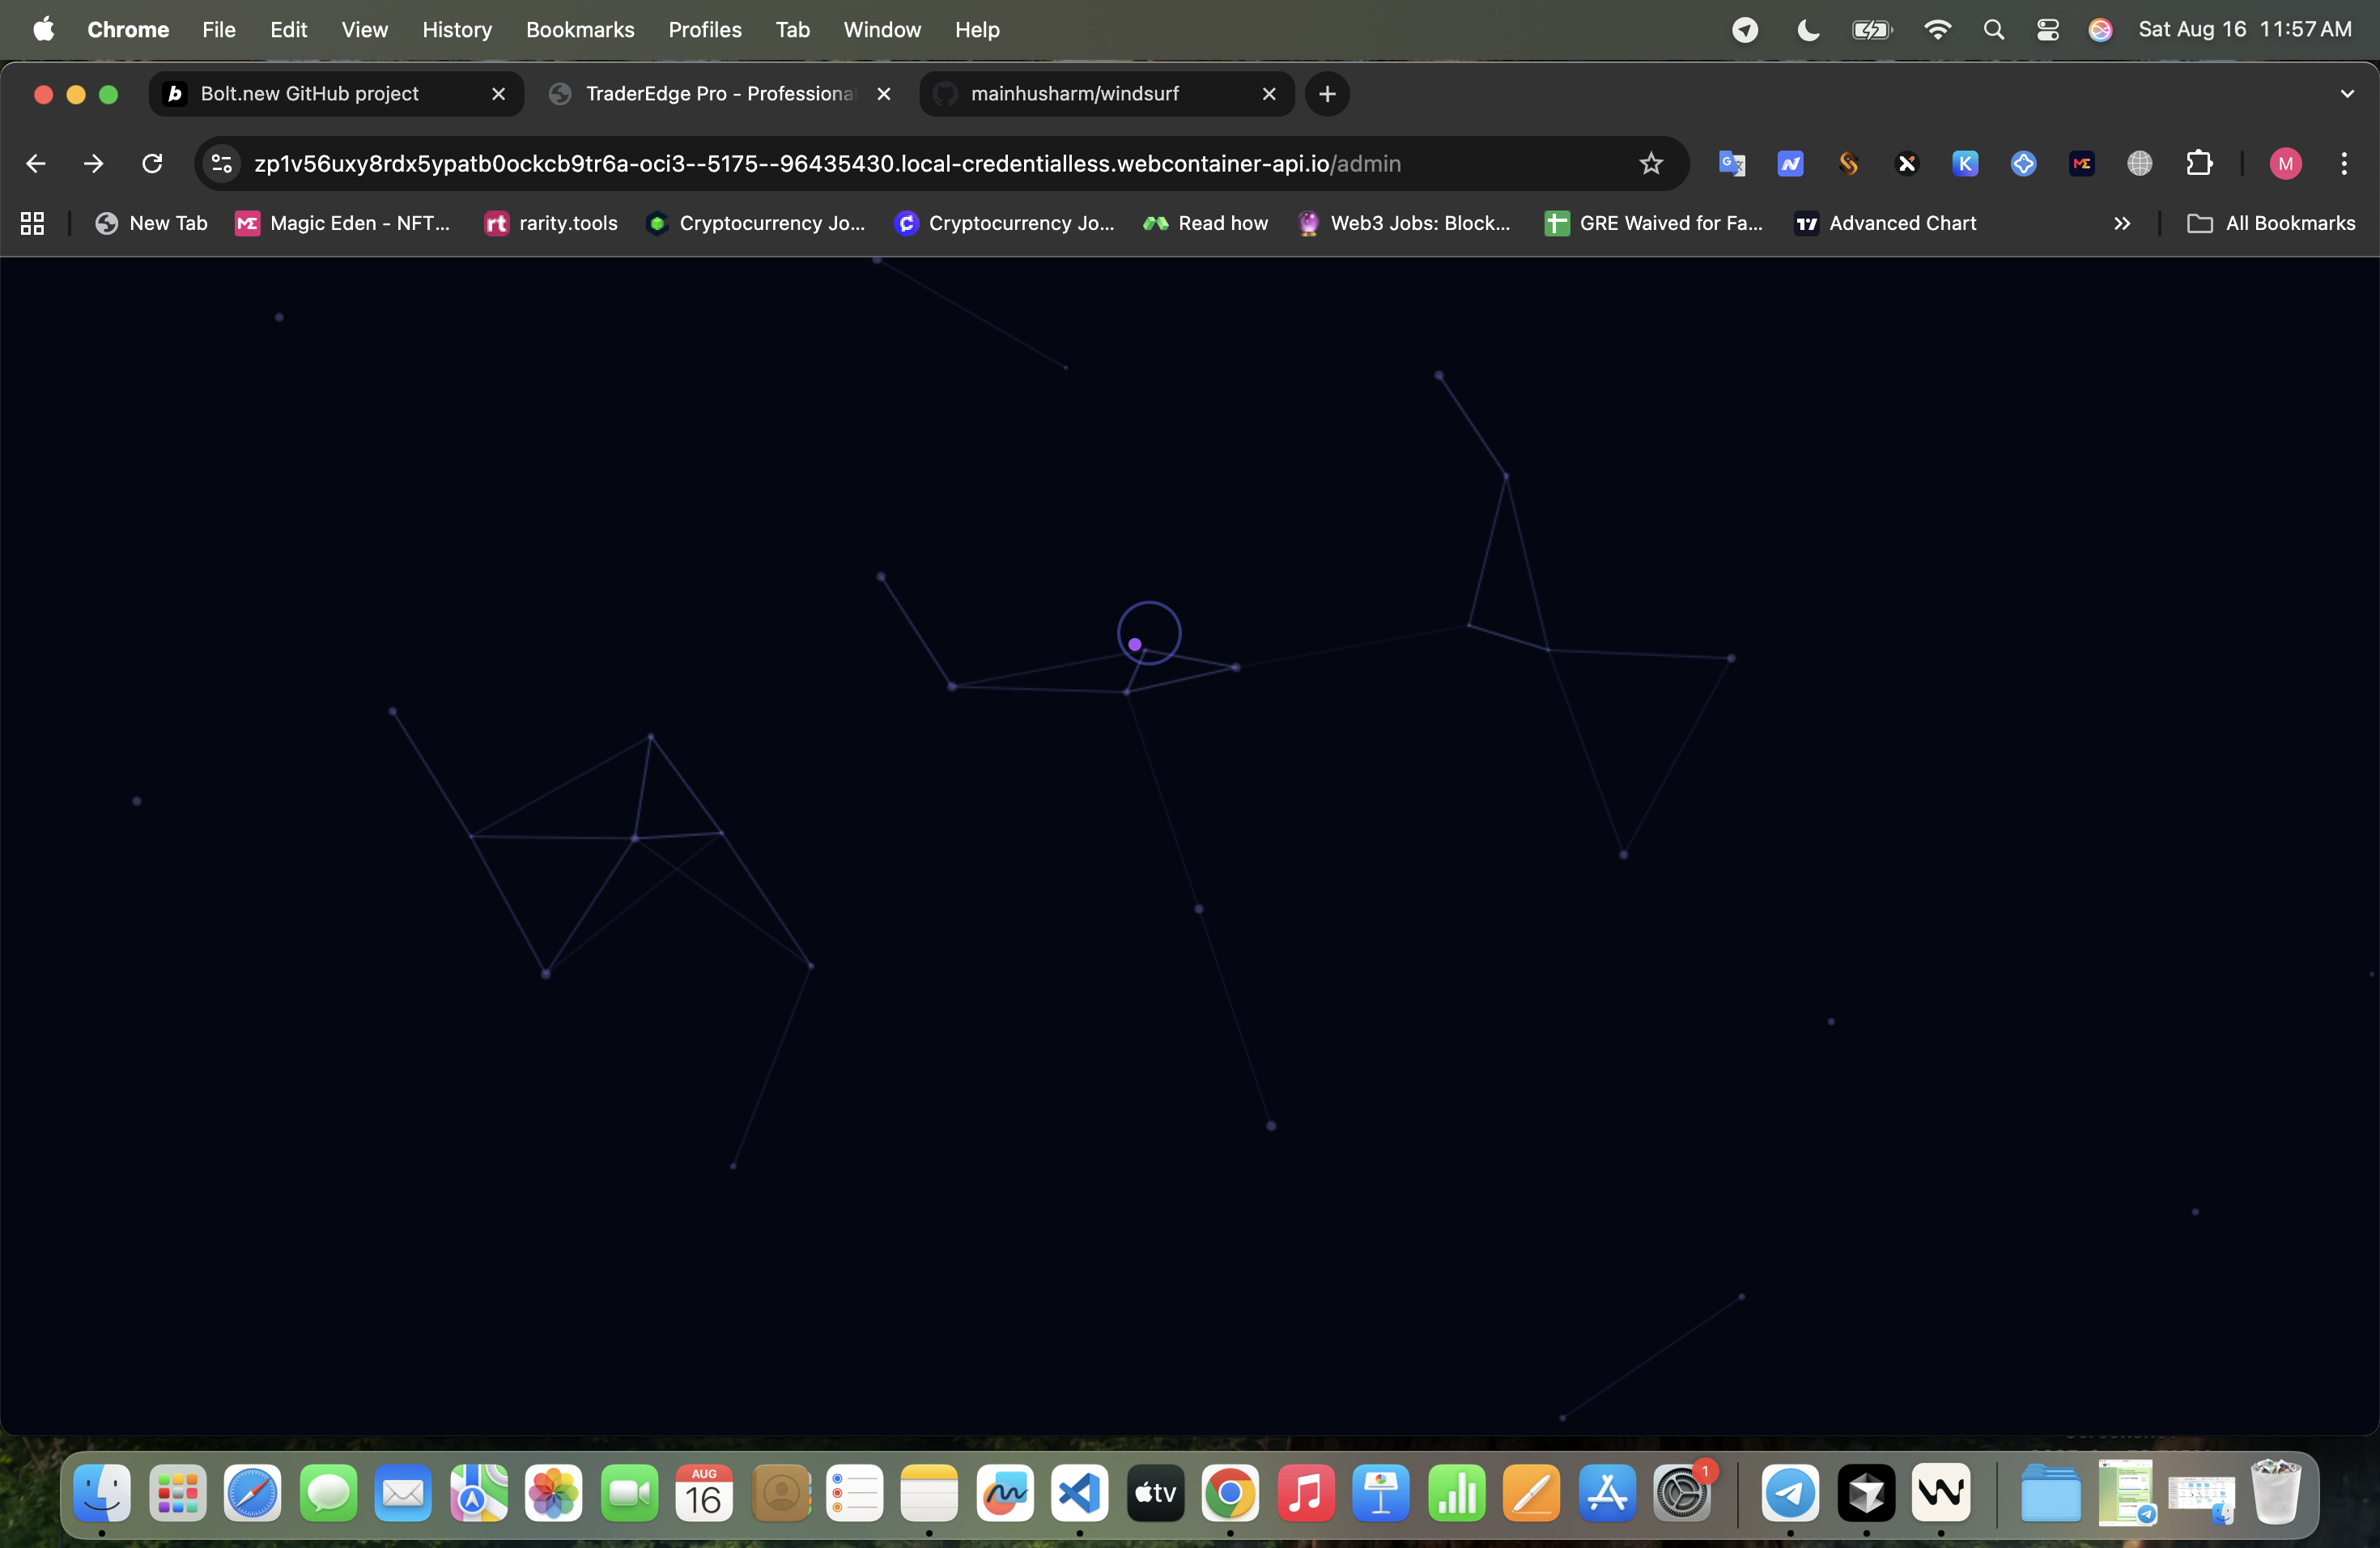 Chrome File Edit View History Bookmarks Profiles Tab Window Help Sat Aug 16 11:57 AM
Bolt.new GitHub project TraderEdge Pro - Professiona mainhusharm/windsurf
zp1v56uxy8rdx5ypatb0ockcb9tr6a-oci3--5175--96435430.local-credentialless.webcontainer-api.io/admin M
New Tab Magic Eden - NFT... rarity.tools Cryptocurrency Jo... Cryptocurrency Jo... Read how Web3 Jobs: Block... GRE Waived for Fa... Advanced Chart All Bookmarks
AUG
16
tv
1